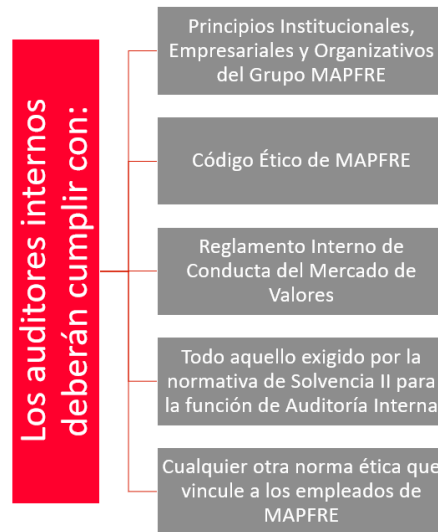 Los auditores internos
deberán cumplir con:
Principios Institucionales,
Empresariales y Organizativos
del Grupo MAPFRE
Código Ético de MAPFRE
Reglamento Interno de
Conducta del Mercado de
Valores
Todo aquello exigido por la
normativa de Solvencia II para
la función de Auditoría Interna
Cualquier otra norma ética que
vincule a los empleados de
MAPFRE